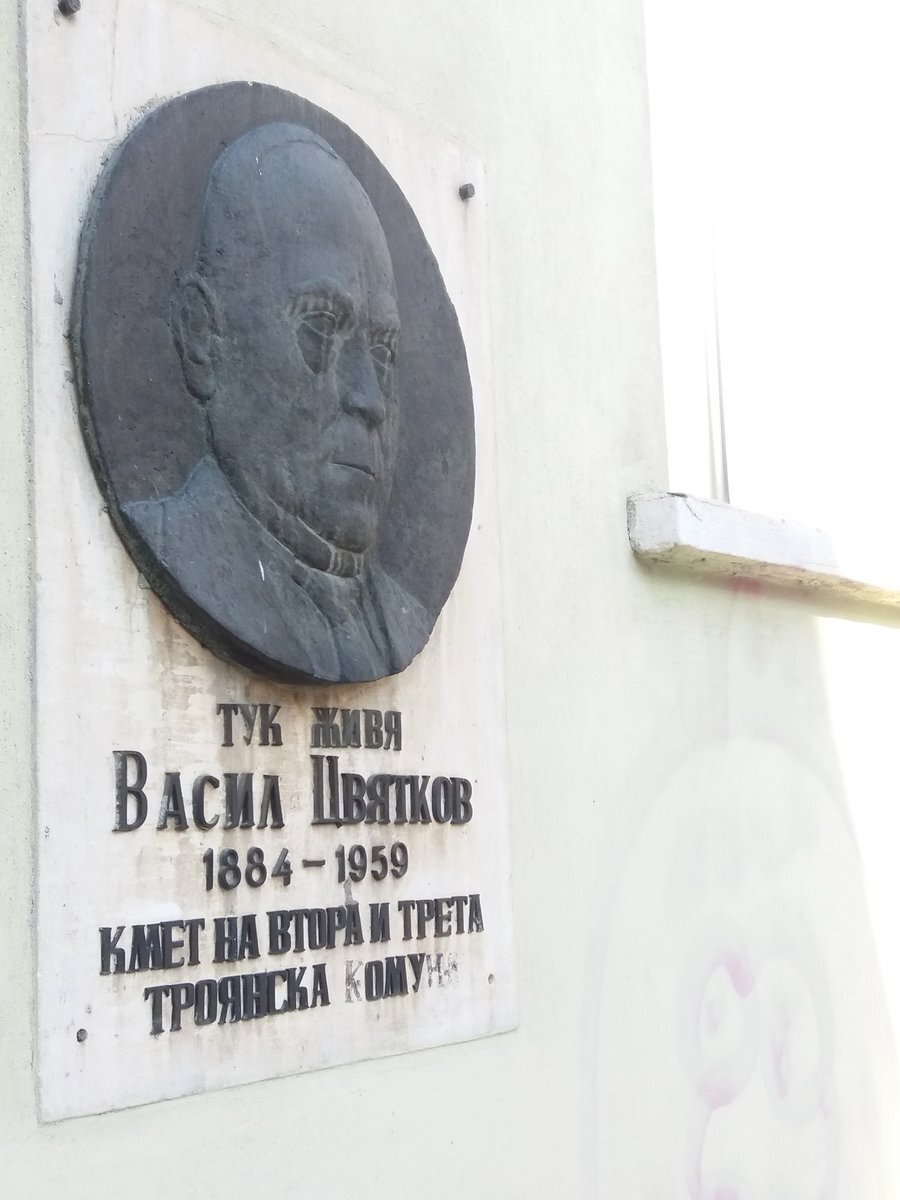 ТУК ЖИВЯ
ВАСИЛ ЦВЯТКОВ
1884 – 1959
КМЕТ НА ВТОРА И ТРЕТА
ТРОЯНСКА КОМУНА